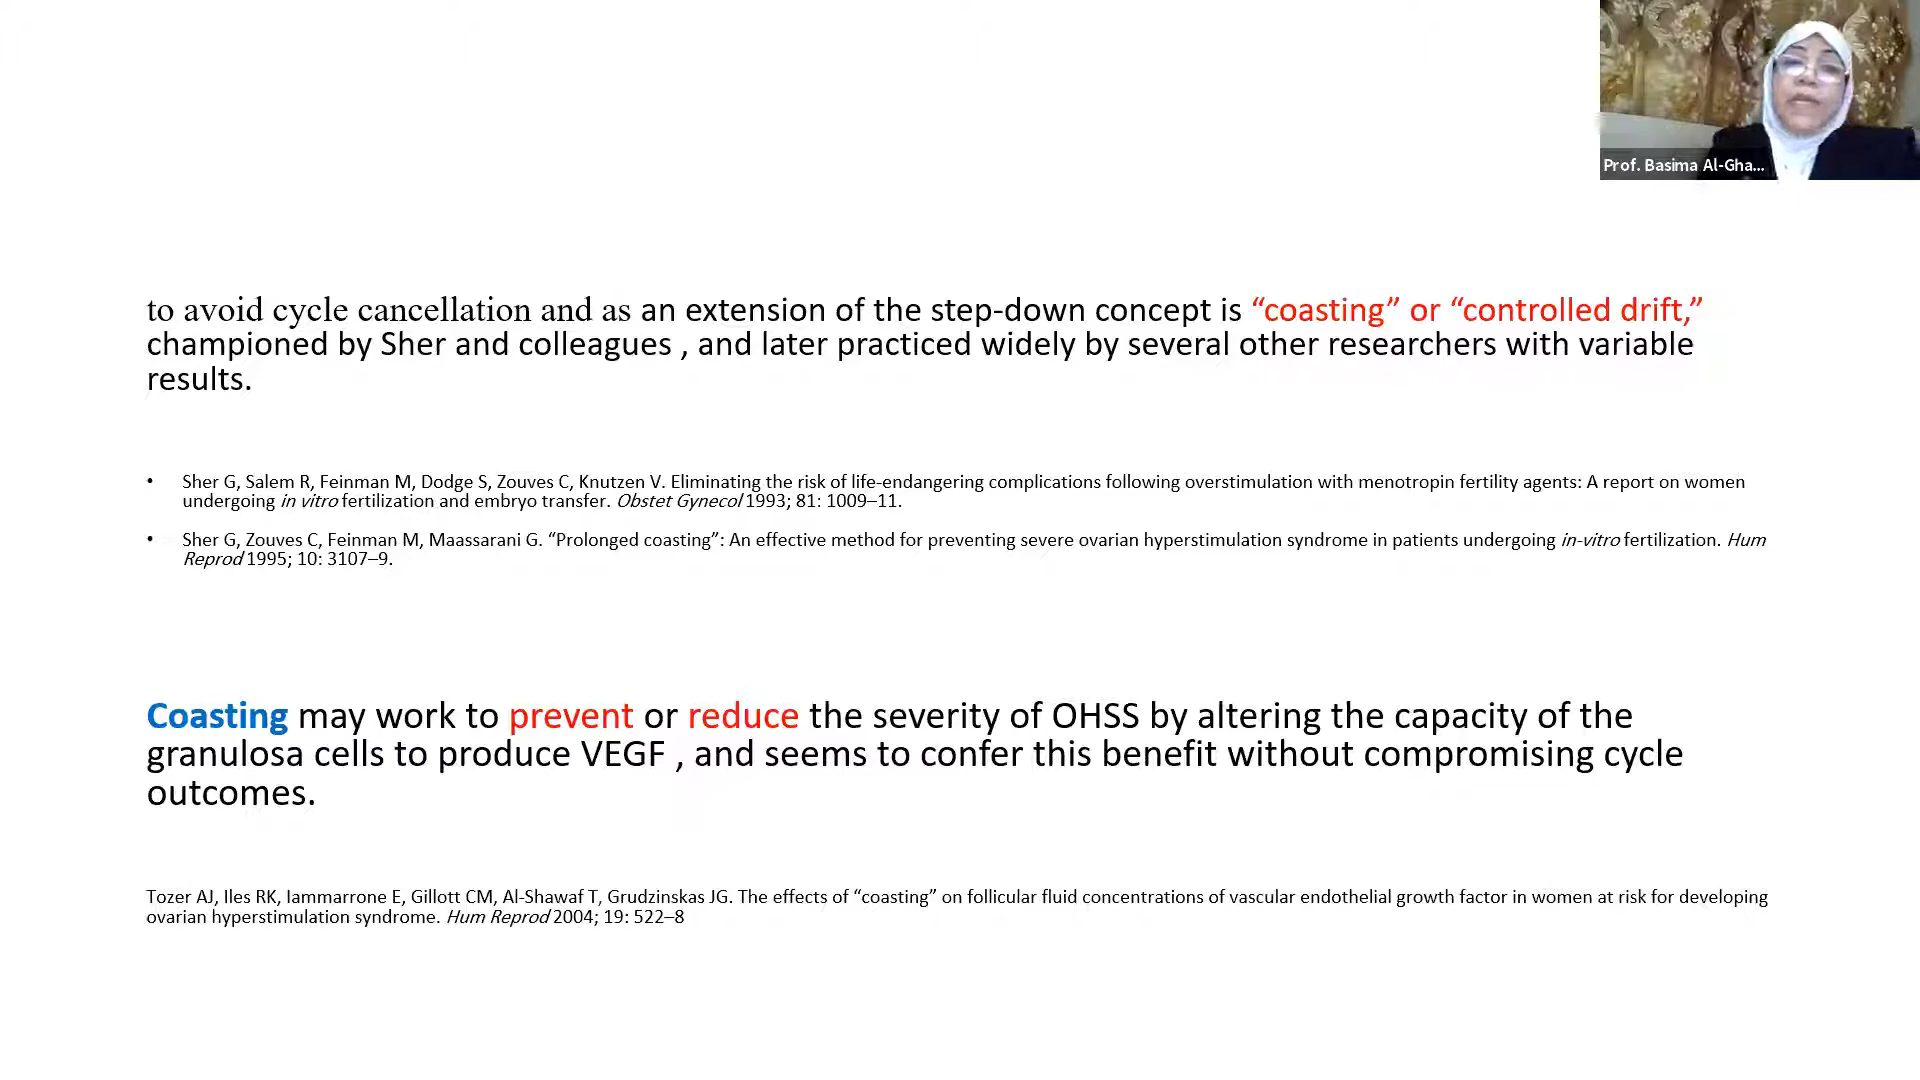 Prof. Basima Al-Gha...
to avoid cycle cancellation and as an extension of the step-down concept is “coasting” or “controlled drift,”
championed by Sher and colleagues , and later practiced widely by several other researchers with variable
results.
• Sher G, Salem R, Feinman M, Dodge S, Zouves C, Knutzen V. Eliminating the risk of life-endangering complications following overstimulation with menotropin fertility agents: A report on women
undergoing in vitro fertilization and embryo transfer. Obstet Gynecol 1993; 81: 1009–11.
• Sher G, Zouves C, Feinman M, Maassarani G. “Prolonged coasting”: An effective method for preventing severe ovarian hyperstimulation syndrome in patients undergoing in-vitro fertilization. Hum
Reprod 1995; 10: 3107–9.
Coasting may work to prevent or reduce the severity of OHSS by altering the capacity of the
granulosa cells to produce VEGF , and seems to confer this benefit without compromising cycle
outcomes.
Tozer AJ, Iles RK, Iammarrone E, Gillott CM, Al-Shawaf T, Grudzinskas JG. The effects of “coasting” on follicular fluid concentrations of vascular endothelial growth factor in women at risk for developing
ovarian hyperstimulation syndrome. Hum Reprod 2004; 19: 522–8